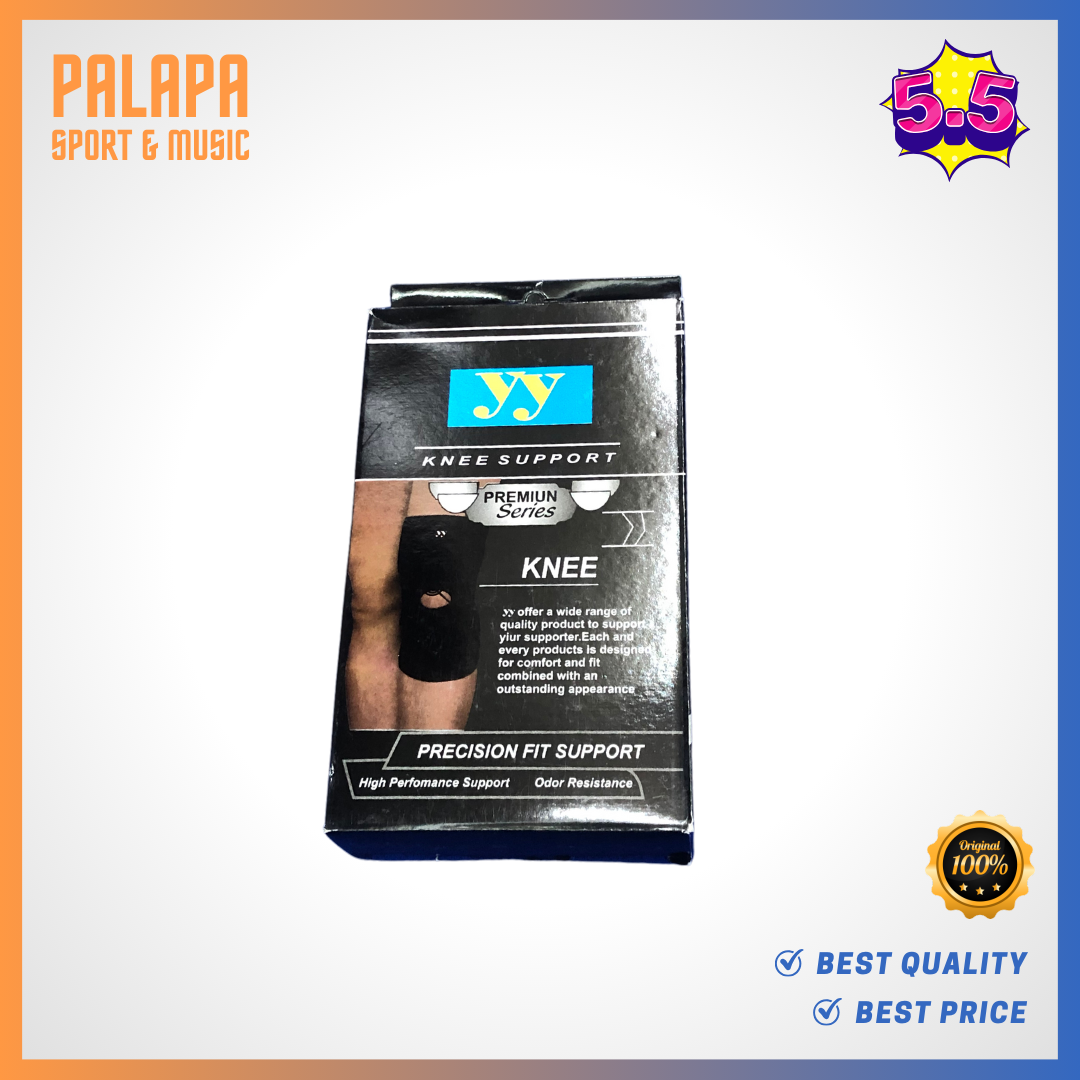 PALAPA
SPORT & MUSIC
5.5
yy
KNEE SUPPORT
PREMIUN
Series
yy
KNEE
yy offer a wide range of
quality product to support
yiur supporter.Each and
every products is designed
for comfort and fit
combined with an
outstanding appearance
PRECISION FIT SUPPORT
High Perfomance Support Odor Resistance
Original
100%
BEST QUALITY
BEST PRICE